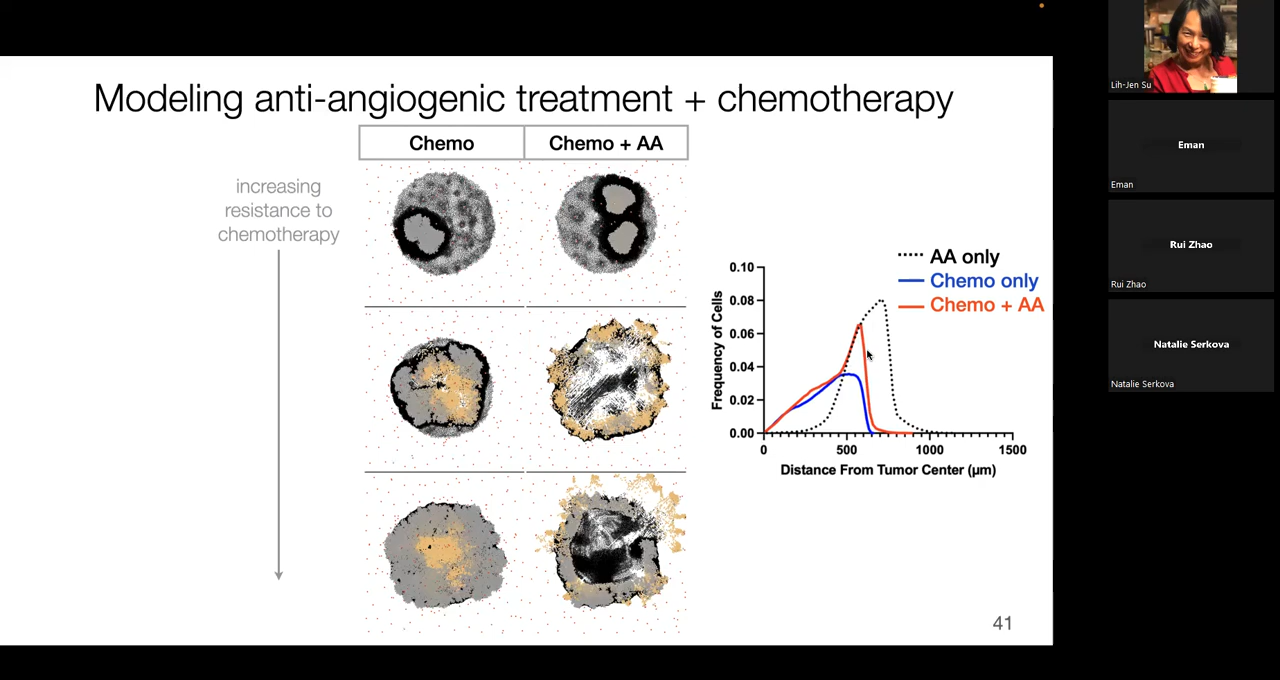 Modeling anti-angiogenic treatment + chemotherapy
Chemo
Chemo + AA
increasing
resistance to
chemotherapy
AA only
Chemo only
Chemo + AA
Frequency of Cells
0.10
0.08
0.06
0.04
0.02
0.00
0
500
1000
1500
Distance From Tumor Center (μm)
41
Lih-Jen Su
Eman
Eman
Rui Zhao
Rui Zhao
Natalie Serkova
Natalie Serkova